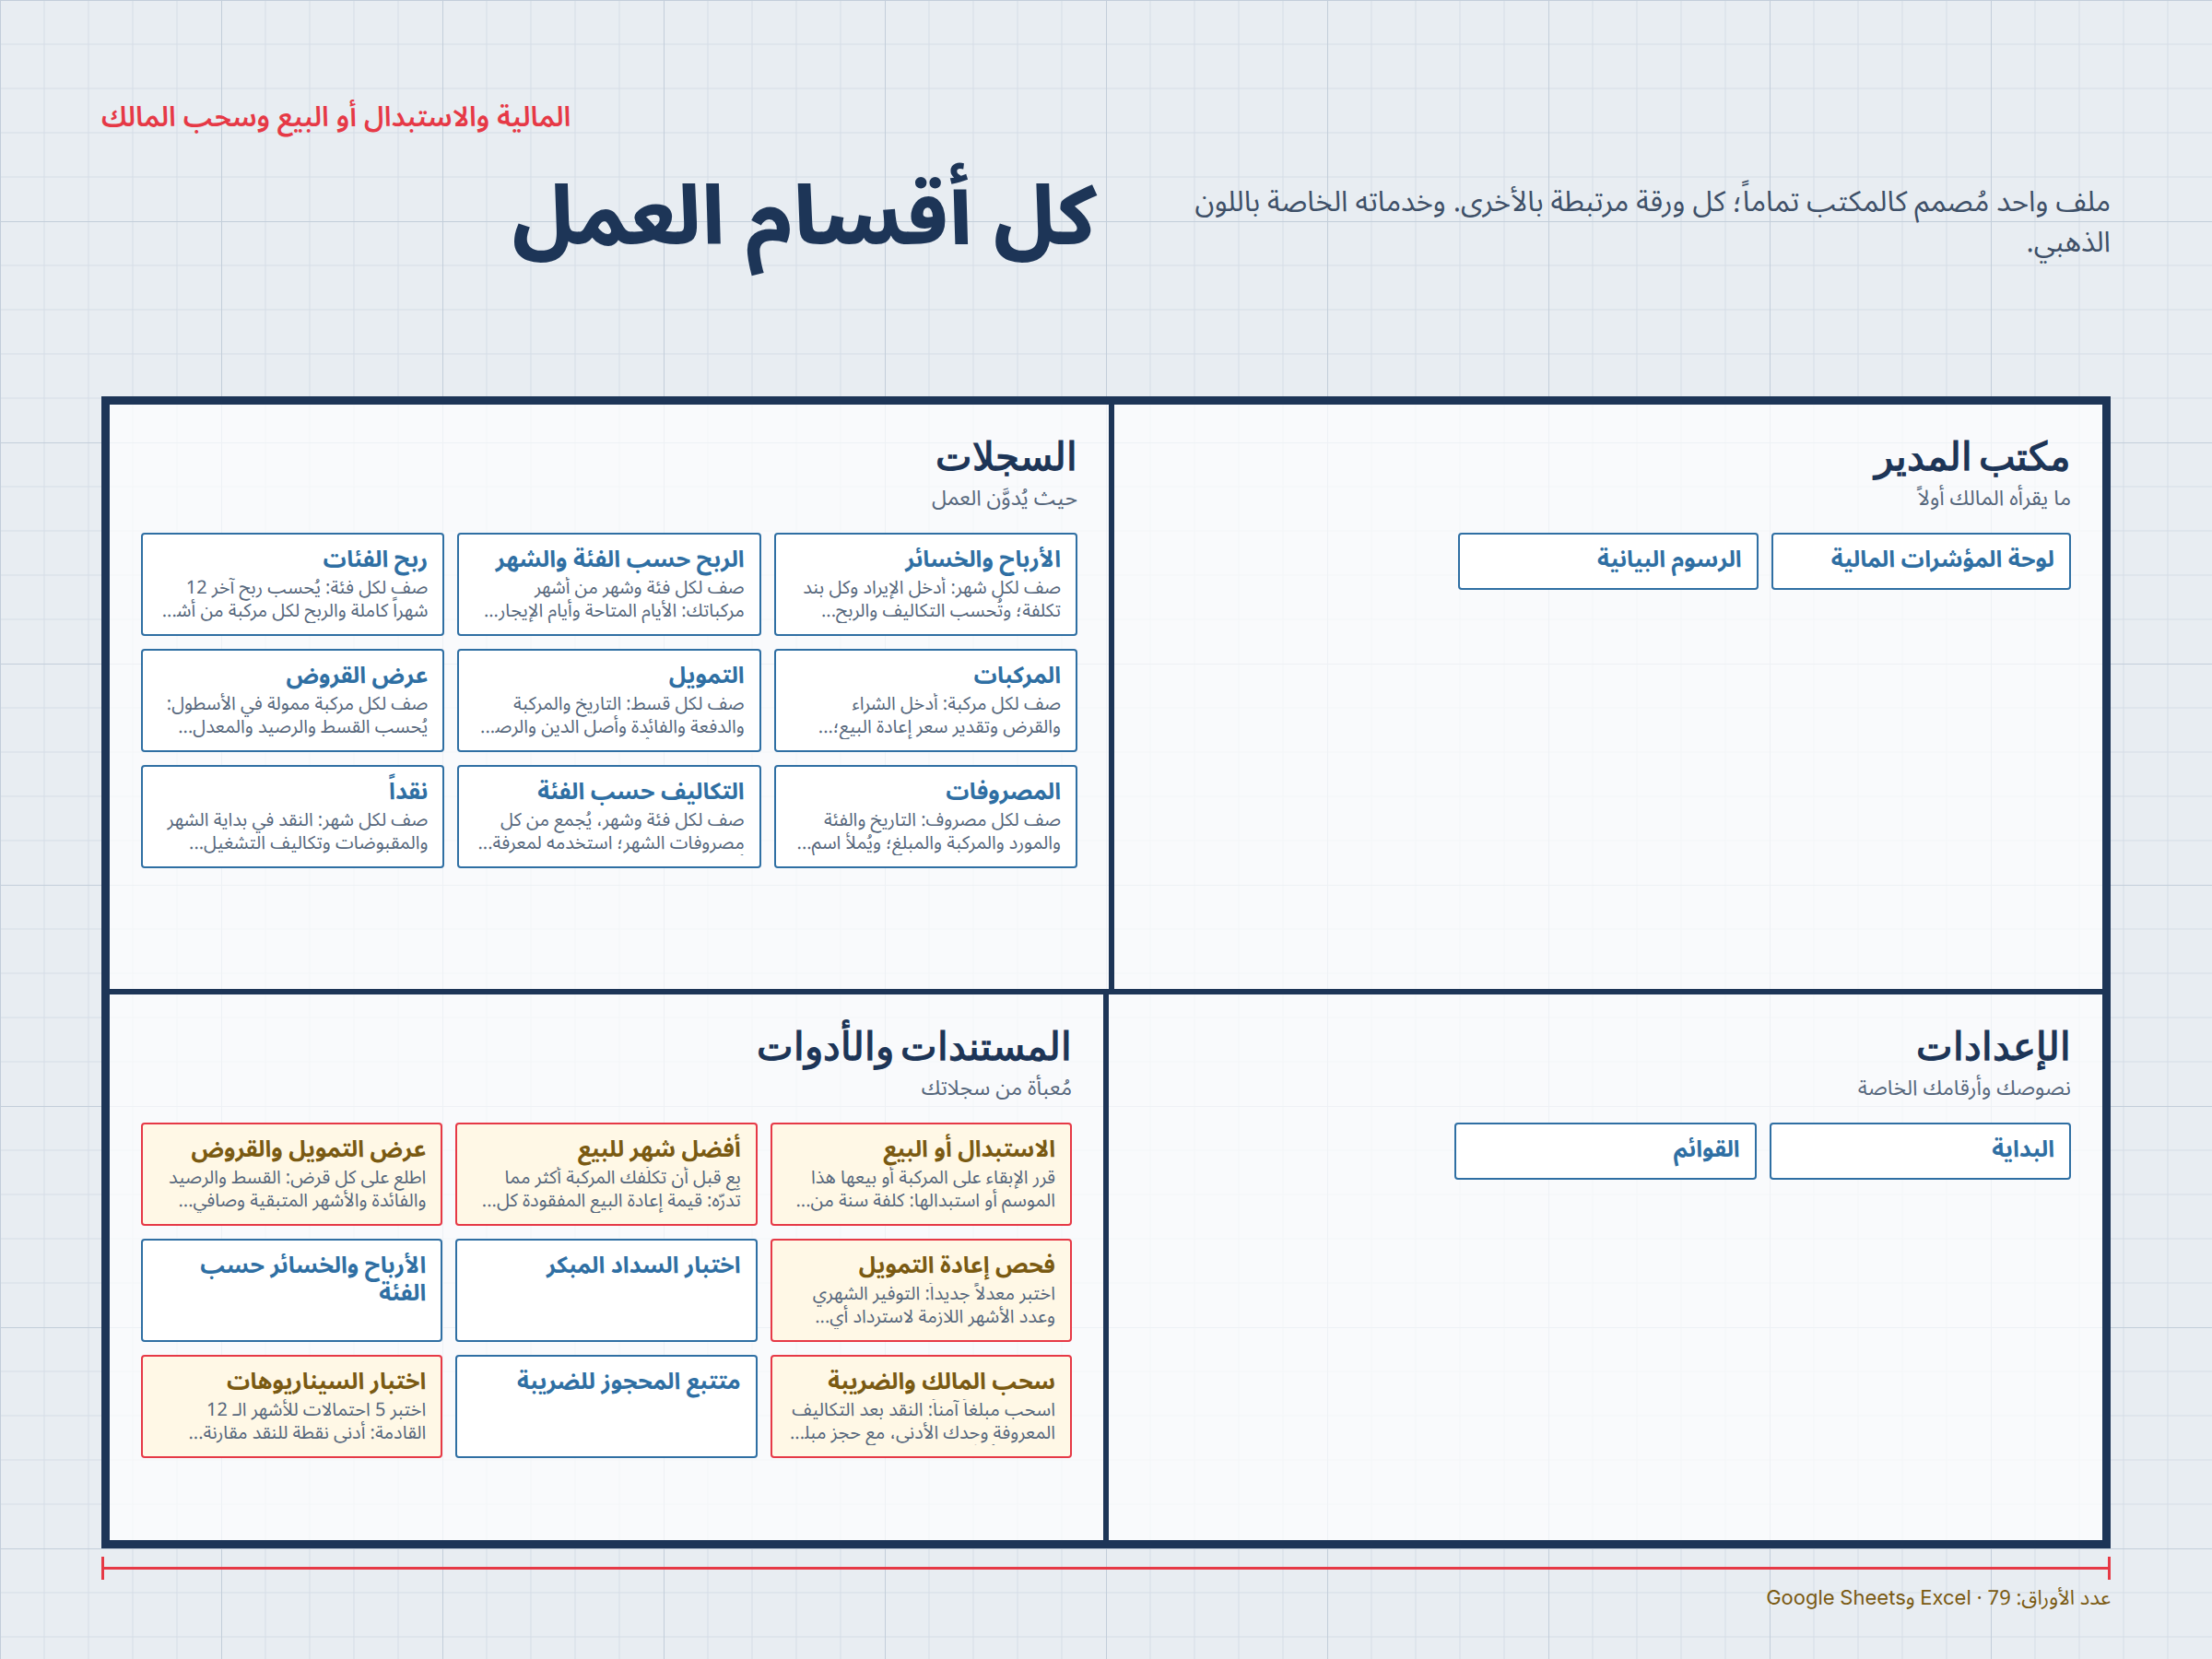 المالية والاستبدال أو البيع وسحب المالك
كل أقسام العمل
ملف واحد مُصمم كالمكتب تماماً؛ كل ورقة مرتبطة بالأخرى. وخدماته الخاصة باللون
الذهبي.
مكتب المدير
ما يقرأه المالك أولاً
لوحة المؤشرات المالية
الرسوم البيانية
السجلات
حيث يُدوَّن العمل
الأرباح والخسائر
صف لكل شهر: أدخل الإيراد وكل بند
تكلفة؛ وتُحسب التكاليف والربح...
الربح حسب الفئة والشهر
صف لكل فئة وشهر من أشهر
مركباتك: الأيام المتاحة وأيام الإيجار...
ربح الفئات
صف لكل فئة: يُحسب ربح آخر 12
شهراً كاملة والربح لكل مركبة من أشـ...
المركبات
صف لكل مركبة: أدخل الشراء
والقرض وتقدير سعر إعادة البيع؛...
التمويل
صف لكل قسط: التاريخ والمركبة
والدفعة والفائدة وأصل الدين والرصـ...
عرض القروض
صف لكل مركبة ممولة في الأسطول:
يُحسب القسط والرصيد والمعدل...
المصروفات
صف لكل مصروف: التاريخ والفئة
والمورد والمركبة والمبلغ؛ ويُملأ اسم...
التكاليف حسب الفئة
صف لكل فئة وشهر، يُجمع من كل
مصروفات الشهر؛ استخدمه لمعرفة...
نقداً
صف لكل شهر: النقد في بداية الشهر
والمقبوضات وتكاليف التشغيل...
الإعدادات
نصوصك وأرقامك الخاصة
البداية
القوائم
المستندات والأدوات
مُعبأة من سجلاتك
الاستبدال أو البيع
قرر الإبقاء على المركبة أو بيعها هذا
الموسم أو استبدالها: كلفة سنة من...
أفضل شهر للبيع
بِع قبل أن تكلّفك المركبة أكثر مما
تدرّه: قيمة إعادة البيع المفقودة كل...
عرض التمويل والقروض
اطلع على كل قرض: القسط والرصيد
والفائدة والأشهر المتبقية وصافي...
فحص إعادة التمويل
اختبر معدلاً جديداً: التوفير الشهري
وعدد الأشهر اللازمة لاسترداد أي...
اختبار السداد المبكر
الأرباح والخسائر حسب
الفئة
سحب المالك والضريبة
اسحب مبلغاً آمناً: النقد بعد التكاليف
المعروفة وحدك الأدنى، مع حجز مبلـ...
متتبع المحجوز للضريبة
اختبار السيناريوهات
اختبر 5 احتمالات للأشهر الـ 12
القادمة: أدنى نقطة للنقد مقارنة...
عدد الأوراق: 79 · Excel وGoogle Sheets